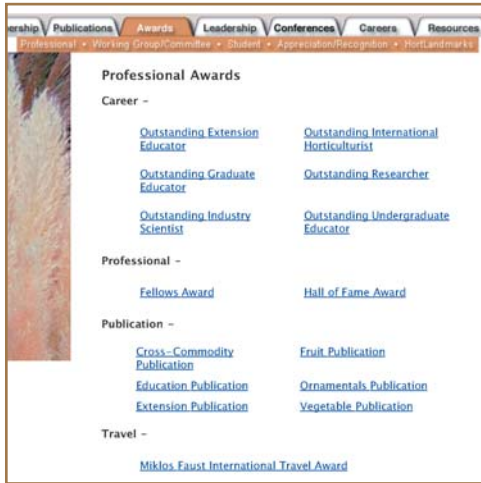 ership Publications Awards Leadership Conferences Careers Resources
Professional • Working Group/Committee • Student • Appreciation/Recognition • HortLandmarks
Professional Awards
Career –
Outstanding Extension Educator
Outstanding International Horticulturist
Outstanding Graduate Educator
Outstanding Researcher
Outstanding Industry Scientist
Outstanding Undergraduate Educator
Professional –
Fellows Award
Hall of Fame Award
Publication –
Cross-Commodity Publication
Fruit Publication
Education Publication
Ornamentals Publication
Extension Publication
Vegetable Publication
Travel –
Miklos Faust International Travel Award